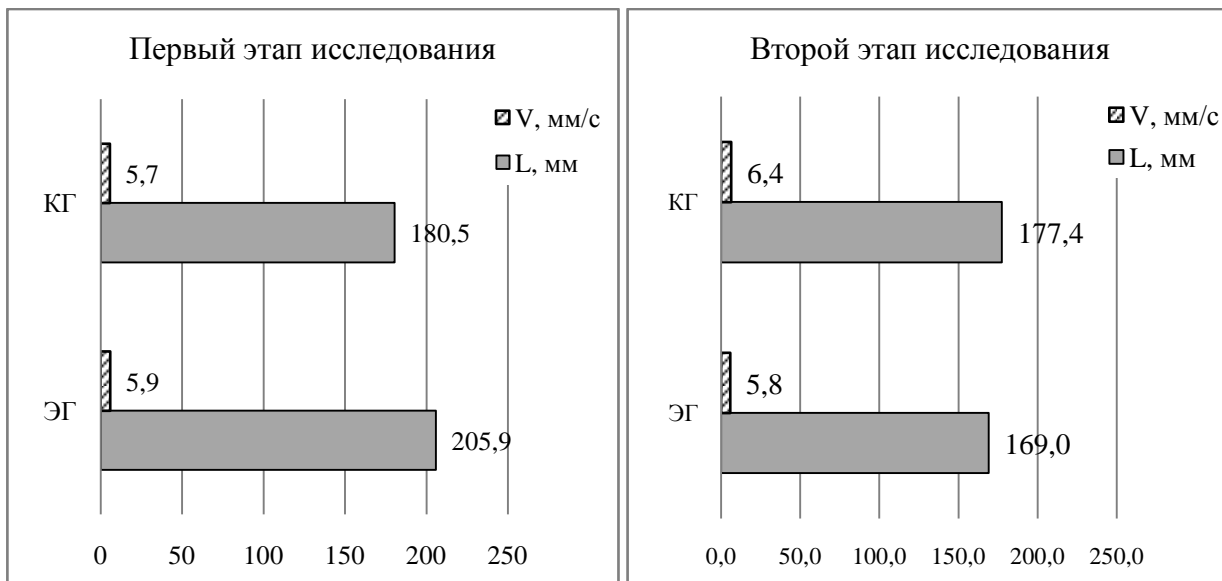 Первый этап исследования
V, мм/с
L, мм
КГ
5,7
180,5
ЭГ
5,9
205,9
0 50 100 150 200 250
Второй этап исследования
V, мм/с
L, мм
КГ
6,4
177,4
ЭГ
5,8
169,0
0,0 50,0 100,0 150,0 200,0 250,0